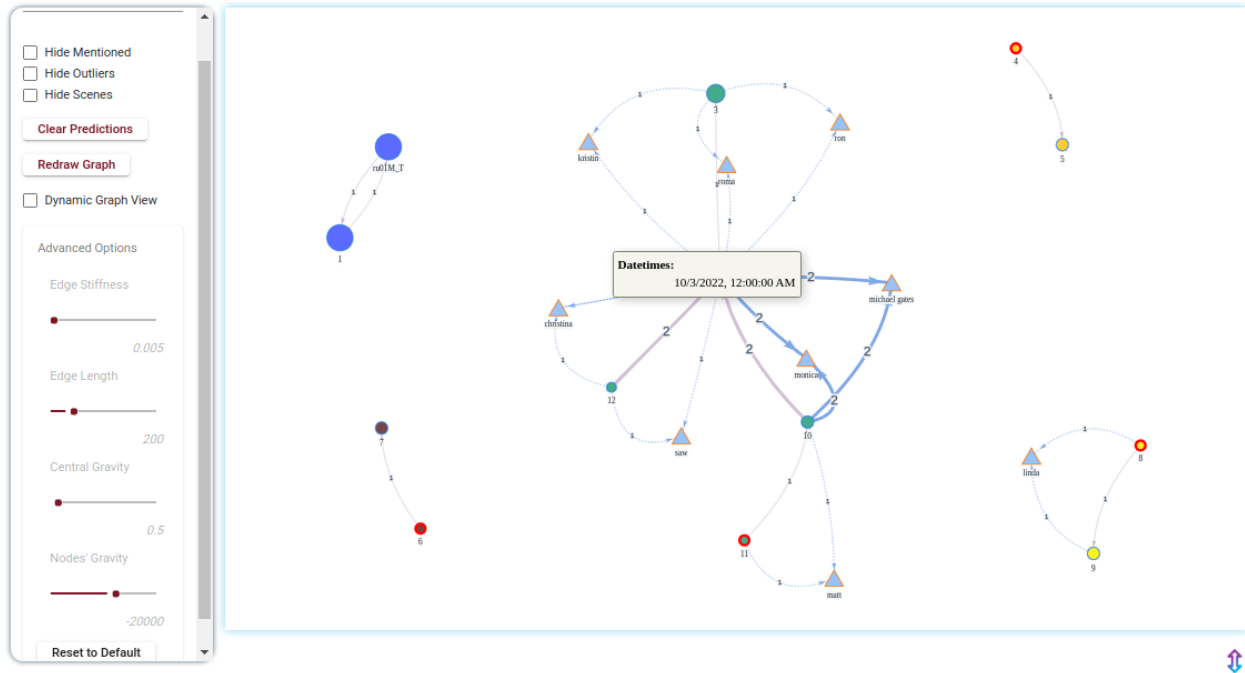 Hide Mentioned
Hide Outliers
Hide Scenes
Clear Predictions
Redraw Graph
Dynamic Graph View
Advanced Options
Edge Stiffness
0.005
Edge Length
200
Central Gravity
0.5
Nodes' Gravity
-20000
Reset to Default
4
1
5
1
3
1
1
ron
kristin
roma
1
1
1
1
ru01M_T
1
1
1
Datetimes:
10/3/2022, 12:00:00 AM
2
michael gates
christina
2
2
2
2
1
1
monica
12
2
10
1
saw
7
1
6
1
1
11
1
matt
1
8
linda
1
1
9